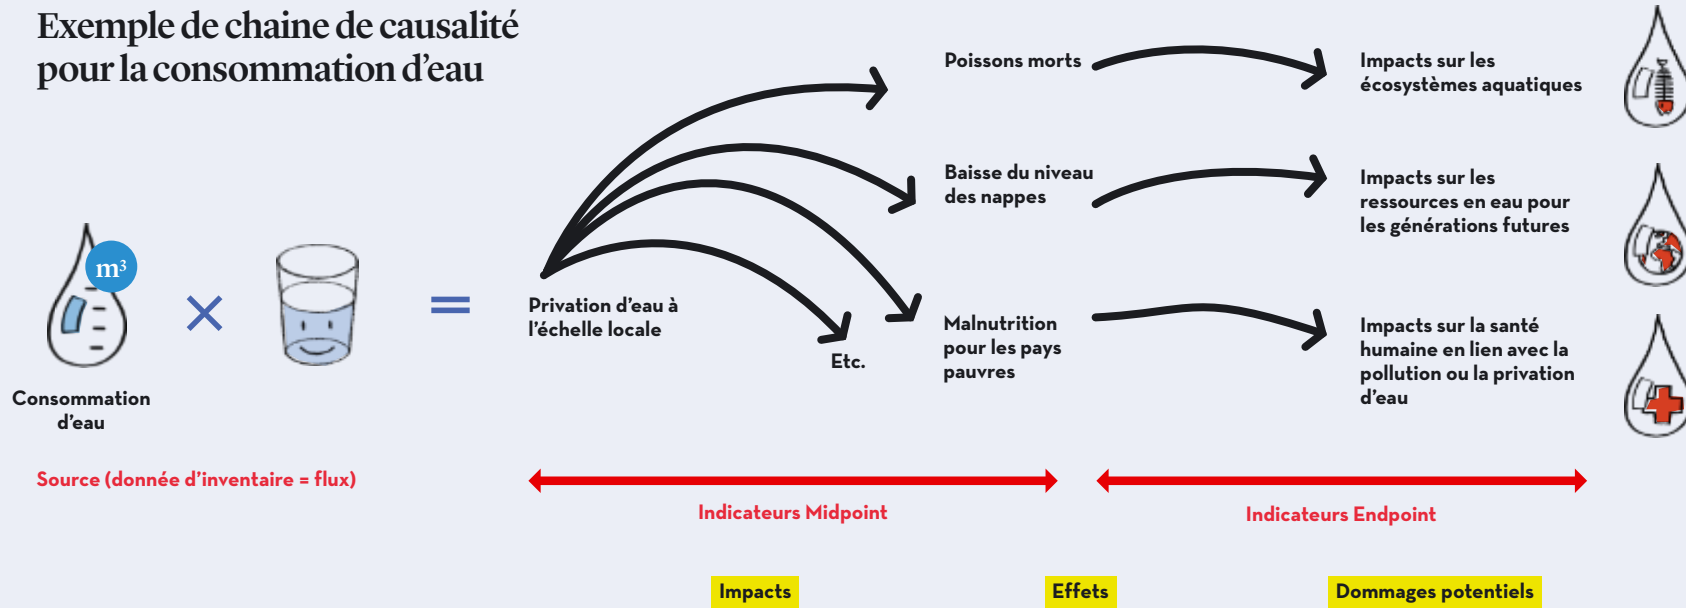 Exemple de chaine de causalité
pour la consommation d'eau
m³
Consommation
d'eau
Source (donnée d'inventaire = flux)
Privation d'eau à
l'échelle locale
Poissons morts
Baisse du niveau
des nappes
Malnutrition
pour les pays
pauvres
Etc.
Impacts sur les
écosystèmes aquatiques
Impacts sur les
ressources en eau pour
les générations futures
Impacts sur la santé
humaine en lien avec la
pollution ou la privation
d'eau
Indicateurs Midpoint
Indicateurs Endpoint
Impacts
Effets
Dommages potentiels